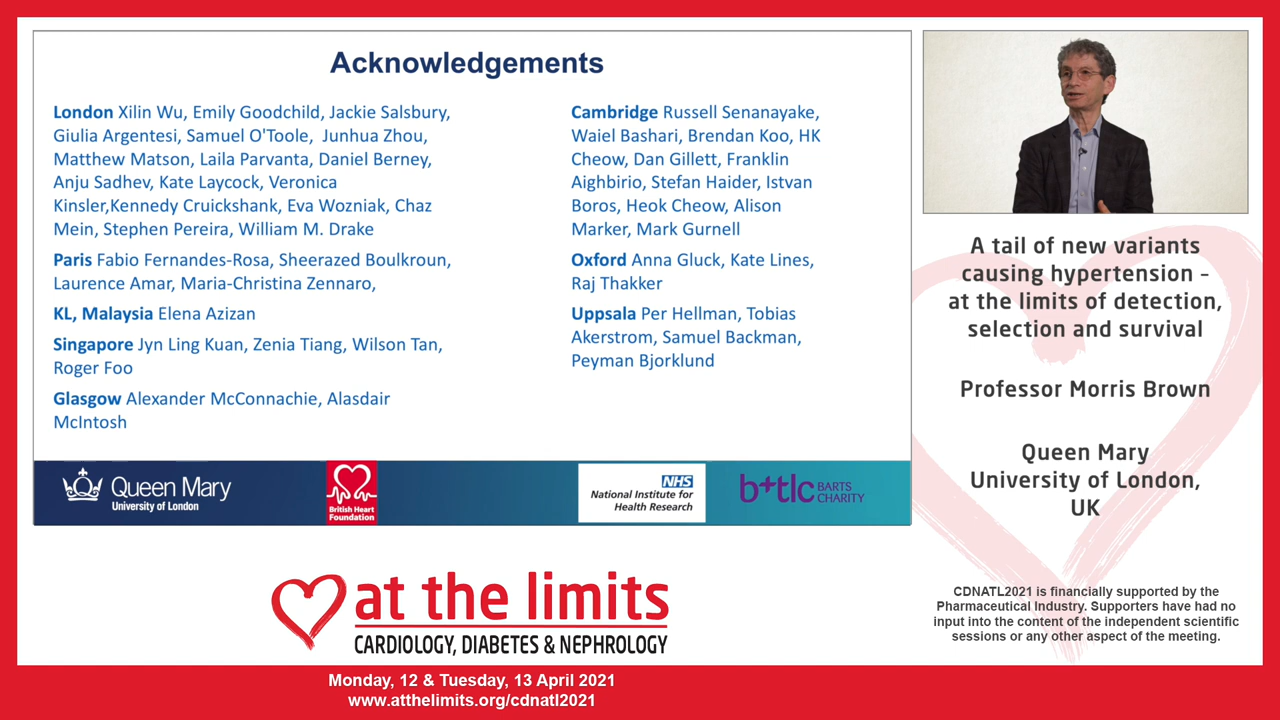 Acknowledgements
London Xilin Wu, Emily Goodchild, Jackie Salsbury,
Giulia Argentesi, Samuel O'Toole,  Junhua Zhou,
Matthew Matson, Laila Parvanta, Daniel Berney,
Anju Sadhev, Kate Laycock, Veronica
Kinsler,Kennedy Cruickshank, Eva Wozniak, Chaz
Mein, Stephen Pereira, William M. Drake
Paris Fabio Fernandes-Rosa, Sheerazed Boulkroun,
Laurence Amar, Maria-Christina Zennaro,
KL, Malaysia Elena Azizan
Singapore Jyn Ling Kuan, Zenia Tiang, Wilson Tan,
Roger Foo
Glasgow Alexander McConnachie, Alasdair
McIntosh
Cambridge Russell Senanayake,
Waiel Bashari, Brendan Koo, HK
Cheow, Dan Gillett, Franklin
Aighbirio, Stefan Haider, Istvan
Boros, Heok Cheow, Alison
Marker, Mark Gurnell
Oxford Anna Gluck, Kate Lines,
Raj Thakker
Uppsala Per Hellman, Tobias
Akerstrom, Samuel Backman,
Peyman Bjorklund
Queen Mary
University of London
British Heart
Foundation
NHS
National Institute for
Health Research
b+tlc BARTS
CHARITY
A tail of new variants
causing hypertension –
at the limits of detection,
selection and survival
Professor Morris Brown
Queen Mary
University of London,
UK
CDNATL2021 is financially supported by the
Pharmaceutical Industry. Supporters have had no
input into the content of the independent scientific
sessions or any other aspect of the meeting.
at the limits
CARDIOLOGY, DIABETES & NEPHROLOGY
Monday, 12 & Tuesday, 13 April 2021
www.atthelimits.org/cdnatl2021